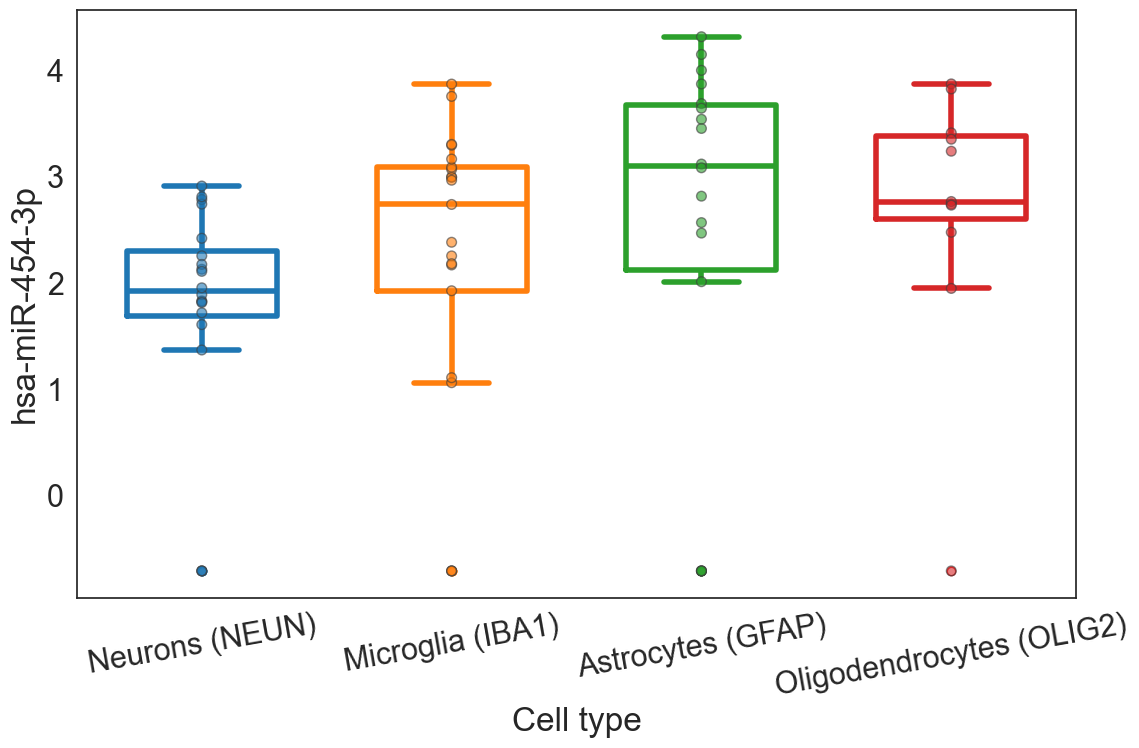 hsa-miR-454-3p
4
3
2
1
0
Neurons (NEUN)
Microglia (IBA1)
Astrocytes (GFAP)
Oligodendrocytes (OLIG2)
Cell type